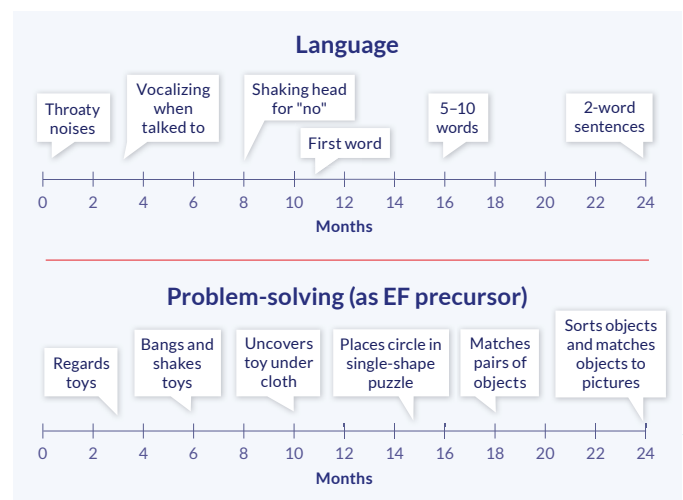 Language
Throaty
noises
Vocalizing
when
talked to
Shaking head
for "no"
First word
5–10
words
2-word
sentences
0 2 4 6 8 10 12 14 16 18 20 22 24
Months
Problem-solving (as EF precursor)
Regards
toys
Bangs and
shakes
toys
Uncovers
toy under
cloth
Places circle in
single-shape
puzzle
Matches
pairs of
objects
Sorts objects
and matches
objects to
pictures
0 2 4 6 8 10 12 14 16 18 20 22 24
Months